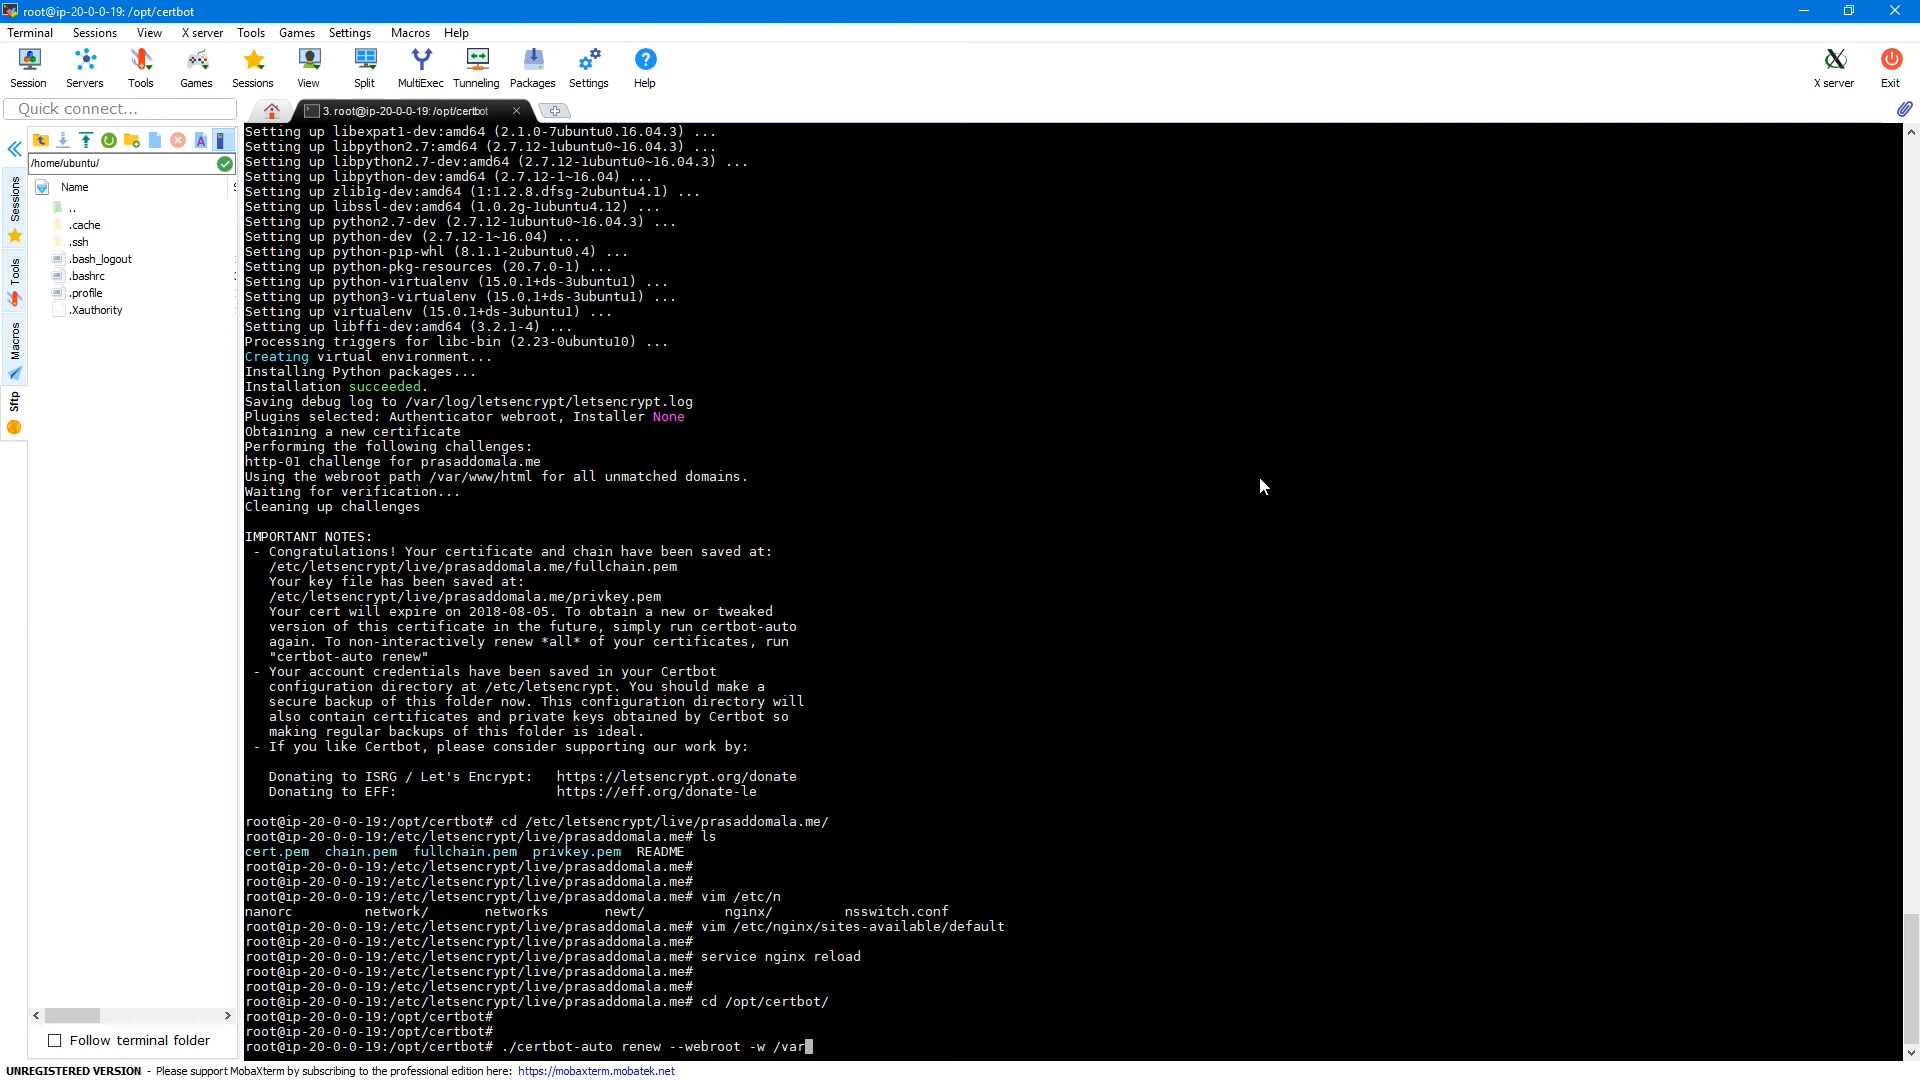 root@ip-20-0-0-19: /opt/certbot
Terminal Sessions View X server Tools Games Settings Macros Help
Session Servers Tools Games Sessions View Split MultiExec Tunneling Packages Settings Help X server Exit
Quick connect...
3. root@ip-20-0-0-19: /opt/certbot
/home/ubuntu/
Name
..
.cache
.ssh
.bash_logout
.bashrc
.profile
.Xauthority
Sessions
Tools
Macros
Sftp
Follow terminal folder
Setting up libexpat1-dev:amd64 (2.1.0-7ubuntu0.16.04.3) ...
Setting up libpython2.7:amd64 (2.7.12-1ubuntu0~16.04.3) ...
Setting up libpython2.7-dev:amd64 (2.7.12-1ubuntu0~16.04.3) ...
Setting up libpython-dev:amd64 (2.7.12-1~16.04) ...
Setting up zlib1g-dev:amd64 (1:1.2.8.dfsg-2ubuntu4.1) ...
Setting up libssl-dev:amd64 (1.0.2g-1ubuntu4.12) ...
Setting up python2.7-dev (2.7.12-1ubuntu0~16.04.3) ...
Setting up python-dev (2.7.12-1~16.04) ...
Setting up python-pip-whl (8.1.1-2ubuntu0.4) ...
Setting up python-pkg-resources (20.7.0-1) ...
Setting up python-virtualenv (15.0.1+ds-3ubuntu1) ...
Setting up python3-virtualenv (15.0.1+ds-3ubuntu1) ...
Setting up virtualenv (15.0.1+ds-3ubuntu1) ...
Setting up libffi-dev:amd64 (3.2.1-4) ...
Processing triggers for libc-bin (2.23-0ubuntu10) ...
Creating virtual environment...
Installing Python packages...
Installation succeeded.
Saving debug log to /var/log/letsencrypt/letsencrypt.log
Plugins selected: Authenticator webroot, Installer None
Obtaining a new certificate
Performing the following challenges:
http-01 challenge for prasaddomala.me
Using the webroot path /var/www/html for all unmatched domains.
Waiting for verification...
Cleaning up challenges
IMPORTANT NOTES:
- Congratulations! Your certificate and chain have been saved at:
/etc/letsencrypt/live/prasaddomala.me/fullchain.pem
Your key file has been saved at:
/etc/letsencrypt/live/prasaddomala.me/privkey.pem
Your cert will expire on 2018-08-05. To obtain a new or tweaked
version of this certificate in the future, simply run certbot-auto
again. To non-interactively renew *all* of your certificates, run
"certbot-auto renew"
- Your account credentials have been saved in your Certbot
configuration directory at /etc/letsencrypt. You should make a
secure backup of this folder now. This configuration directory will
also contain certificates and private keys obtained by Certbot so
making regular backups of this folder is ideal.
- If you like Certbot, please consider supporting our work by:
Donating to ISRG / Let's Encrypt: https://letsencrypt.org/donate
Donating to EFF: https://eff.org/donate-le
root@ip-20-0-0-19:/opt/certbot# cd /etc/letsencrypt/live/prasaddomala.me/
root@ip-20-0-0-19:/etc/letsencrypt/live/prasaddomala.me# ls
cert.pem chain.pem fullchain.pem privkey.pem README
root@ip-20-0-0-19:/etc/letsencrypt/live/prasaddomala.me#
root@ip-20-0-0-19:/etc/letsencrypt/live/prasaddomala.me#
root@ip-20-0-0-19:/etc/letsencrypt/live/prasaddomala.me# vim /etc/n
nanorc network/ networks newt/ nginx/ nsswitch.conf
root@ip-20-0-0-19:/etc/letsencrypt/live/prasaddomala.me# vim /etc/nginx/sites-available/default
root@ip-20-0-0-19:/etc/letsencrypt/live/prasaddomala.me#
root@ip-20-0-0-19:/etc/letsencrypt/live/prasaddomala.me# service nginx reload
root@ip-20-0-0-19:/etc/letsencrypt/live/prasaddomala.me#
root@ip-20-0-0-19:/etc/letsencrypt/live/prasaddomala.me#
root@ip-20-0-0-19:/etc/letsencrypt/live/prasaddomala.me# cd /opt/certbot/
root@ip-20-0-0-19:/opt/certbot#
root@ip-20-0-0-19:/opt/certbot#
root@ip-20-0-0-19:/opt/certbot# ./certbot-auto renew --webroot -w /var
UNREGISTERED VERSION - Please support MobaXterm by subscribing to the professional edition here: https://mobaxterm.mobatek.net